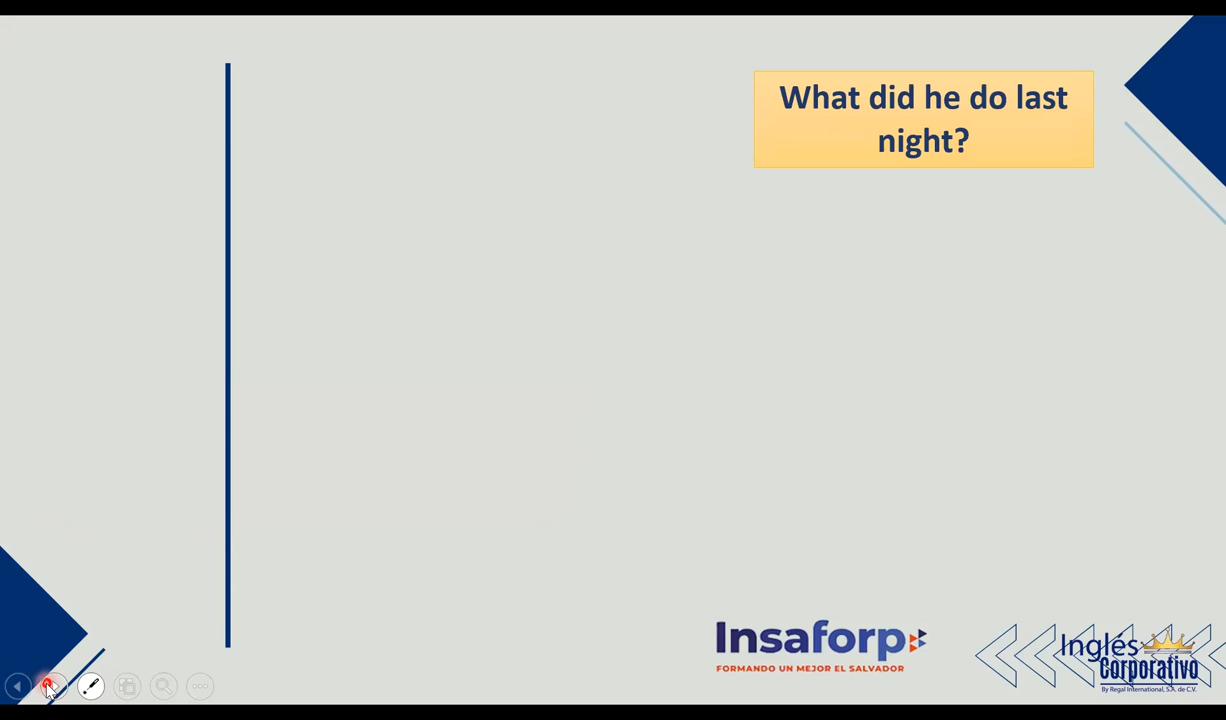 What did he do last
night?
Insaforp
FORMANDO UN MEJOR EL SALVADOR
Inglés
Corporativo
By Regal International, S.A. de C.V.